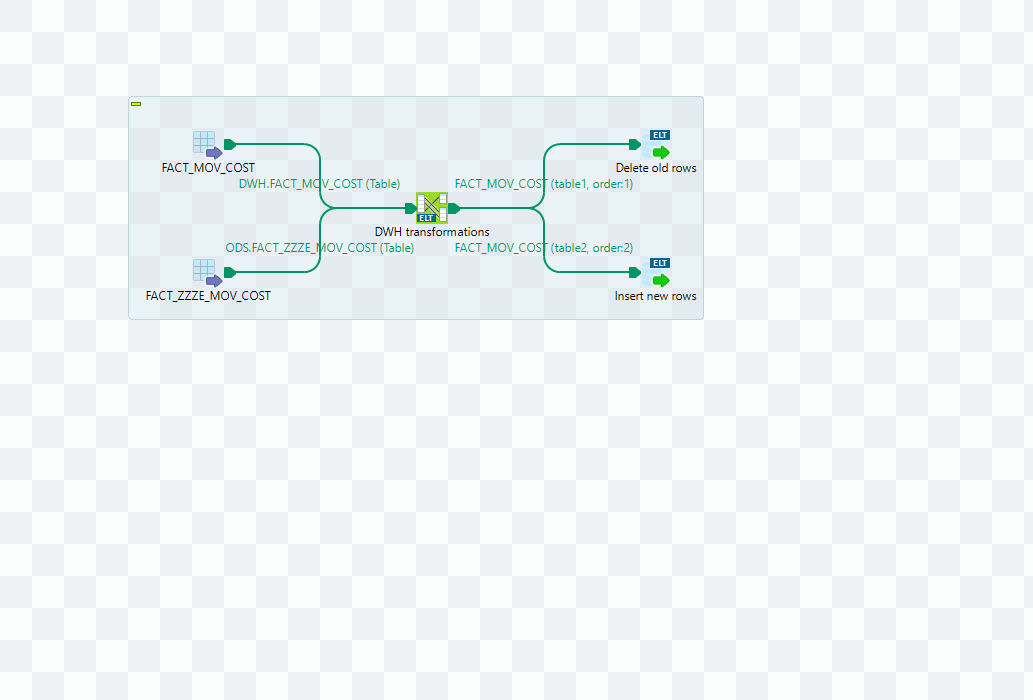 ELT
FACT_MOV_COST
Delete old rows
DWH.FACT_MOV_COST (Table)
FACT_MOV_COST (table1, order:1)
ELT
DWH transformations
ODS.FACT_ZZZE_MOV_COST (Table)
FACT_MOV_COST (table2, order:2)
ELT
FACT_ZZZE_MOV_COST
Insert new rows